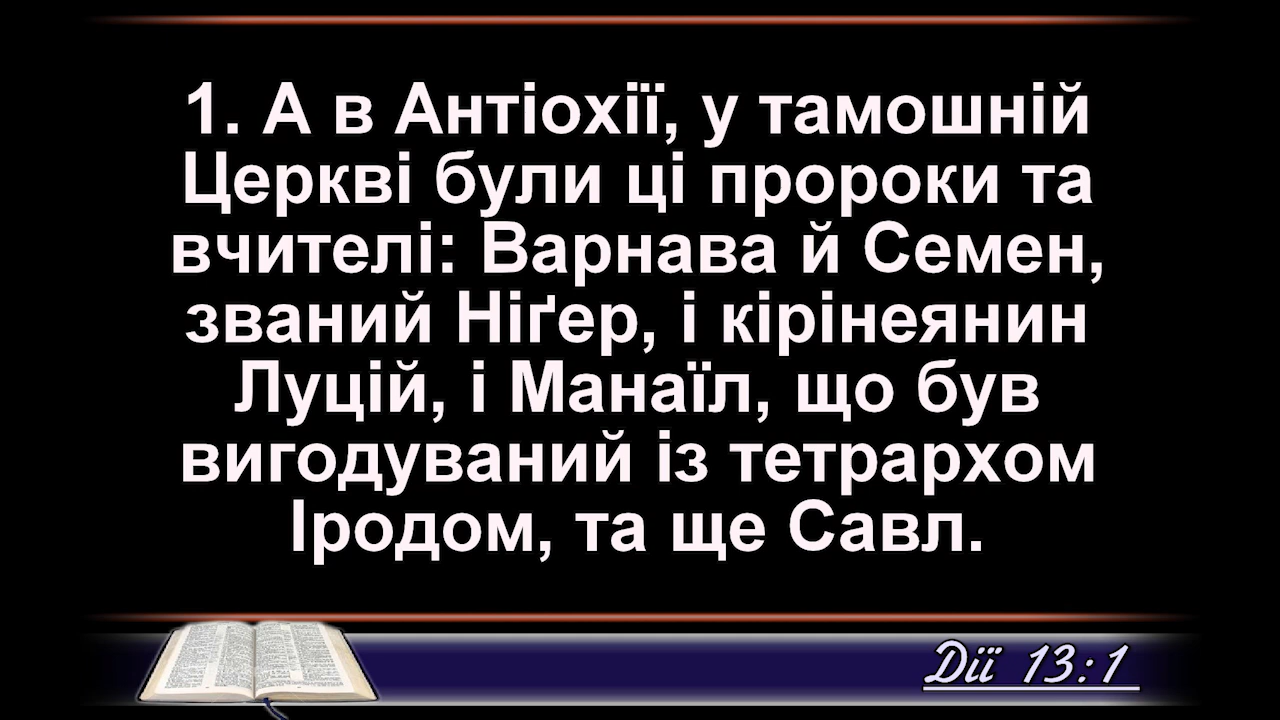 1. А в Антіохії, у тамошній
Церкві були ці пророки та
вчителі: Варнава й Семен,
званий Ніґер, і кірінеянин
Луцій, і Манаїл, що був
вигодуваний із тетрархом
Іродом, та ще Савл.
Дії 13:1